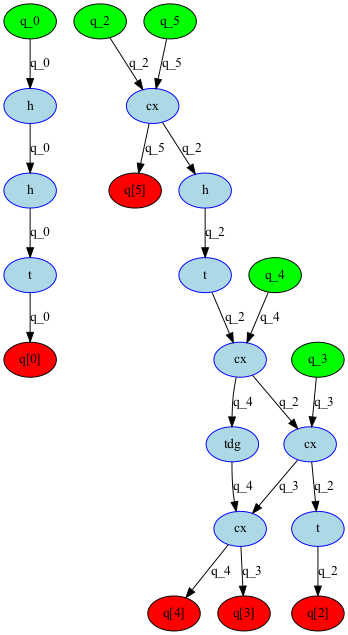 q_0 q_2 q_5
q_0 q_2 q_5
h cx
q_0 q_5 q_2
h q[5] h
q_0 q_2
t t q_4
q_0 q_2 q_4
q[0] cx q_3
q_4 q_2 q_3
tdg cx
q_4 q_3 q_2
cx t
q_4 q_3 q_2
q[4] q[3] q[2]